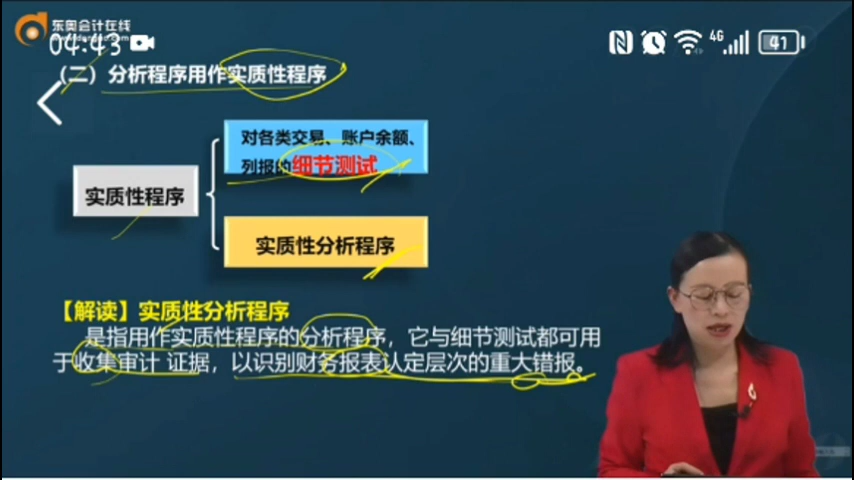 东奥会计在线
04:43
4G
41
（二）分析程序用作实质性程序
对各类交易、账户余额、
列报的细节测试
实质性程序
实质性分析程序
【解读】实质性分析程序
是指用作实质性程序的分析程序，它与细节测试都可用
于收集审计 证据，以识别财务报表认定层次的重大错报。